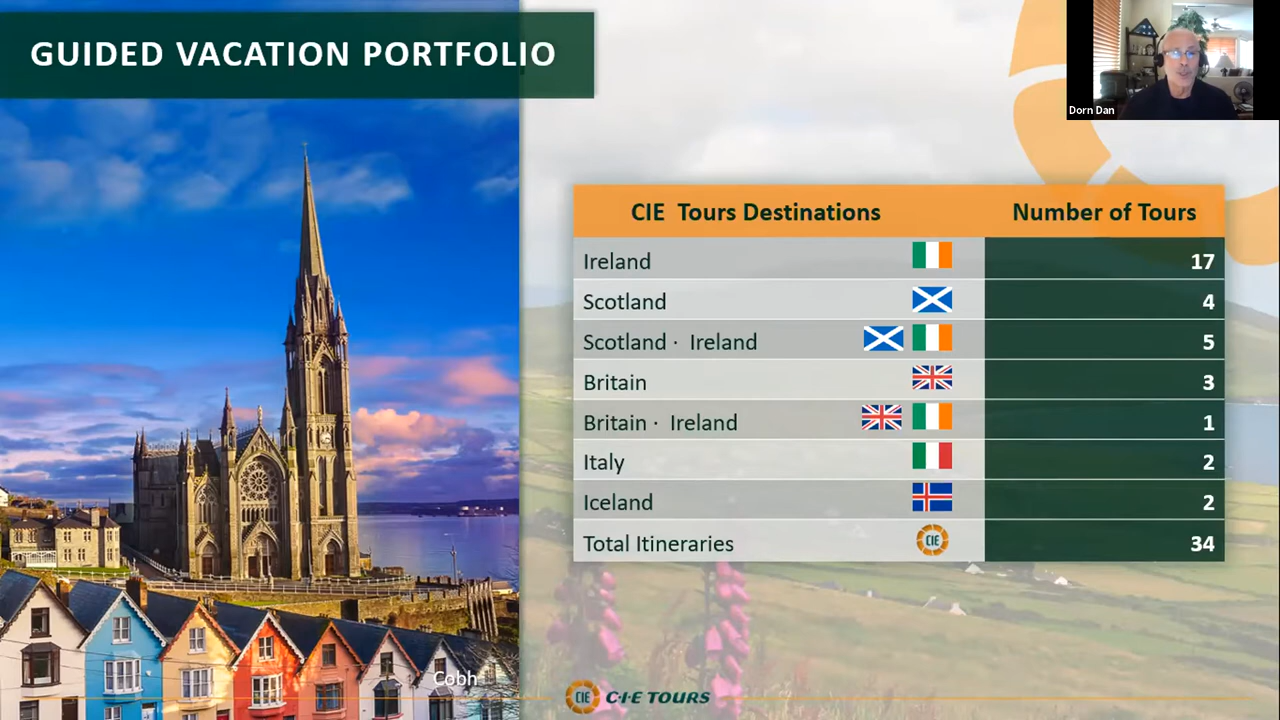 GUIDED VACATION PORTFOLIO
Dorn Dan
CIE Tours Destinations Number of Tours
Ireland 17
Scotland 4
Scotland · Ireland 5
Britain 3
Britain · Ireland 1
Italy 2
Iceland 2
Total Itineraries CIE 34
Cobh
CIE C·I·E TOURS